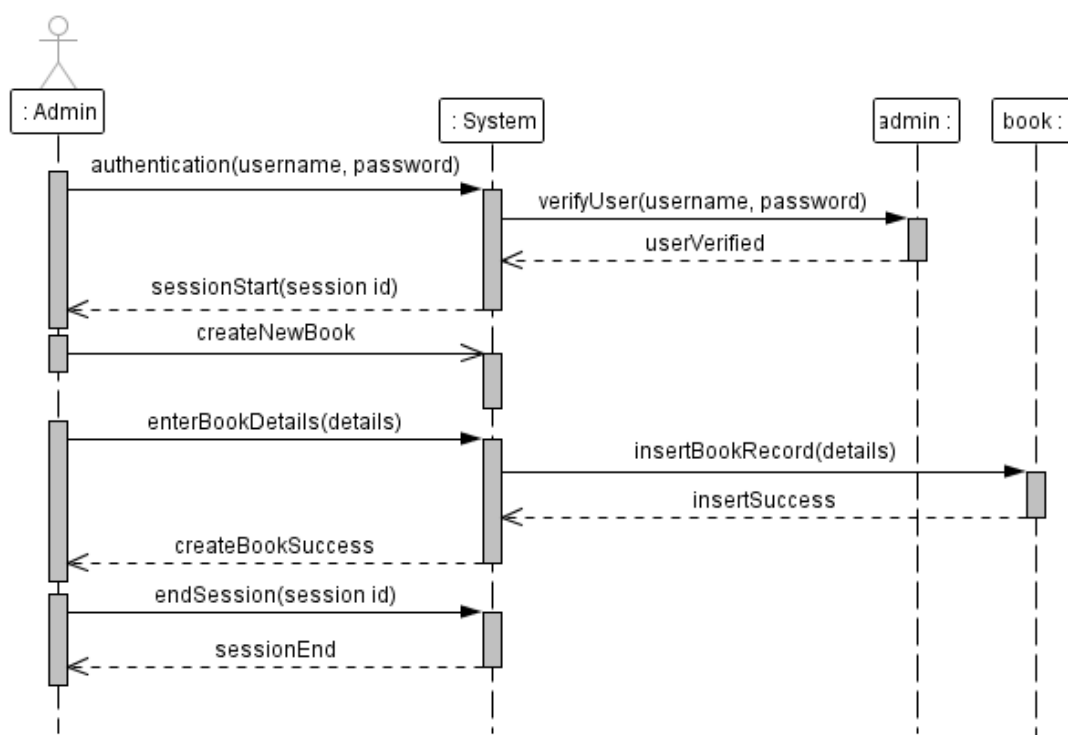 : Admin
: System
admin :
book :
authentication(username, password)
verifyUser(username, password)
userVerified
sessionStart(session id)
createNewBook
enterBookDetails(details)
insertBookRecord(details)
insertSuccess
createBookSuccess
endSession(session id)
sessionEnd